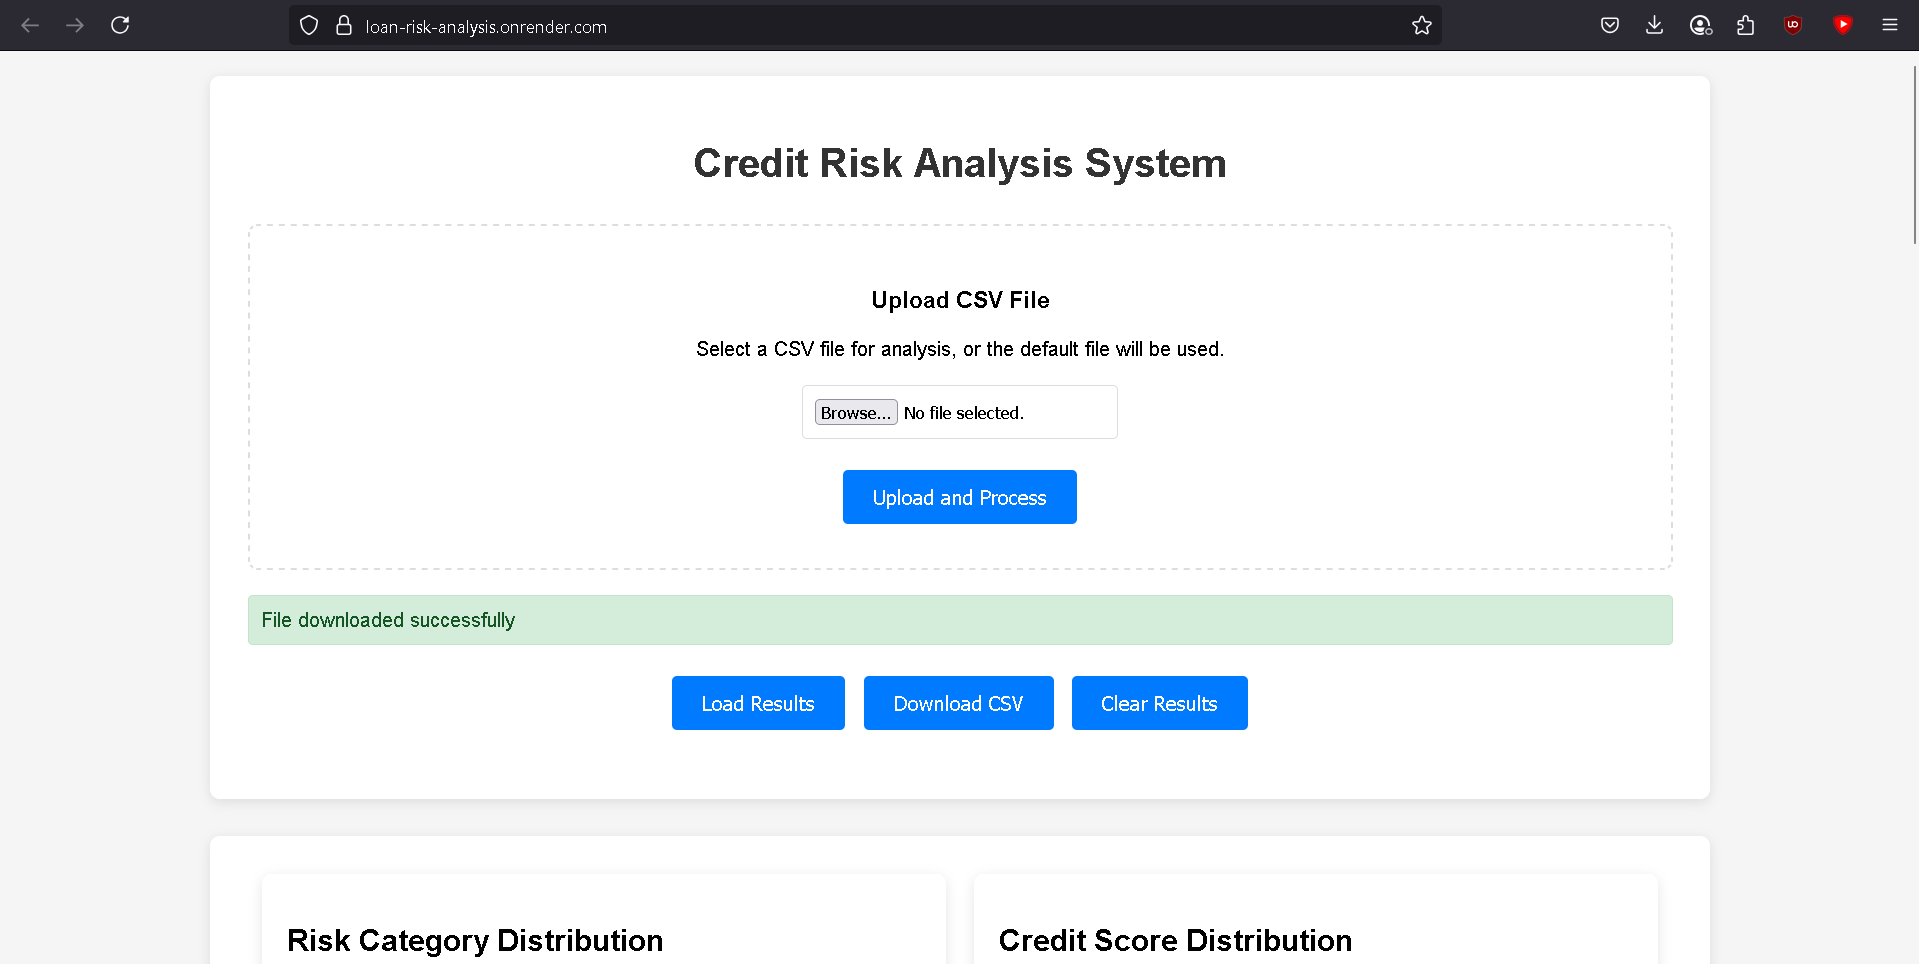 loan-risk-analysis.onrender.com
Credit Risk Analysis System
Upload CSV File
Select a CSV file for analysis, or the default file will be used.
Browse... No file selected.
Upload and Process
File downloaded successfully
Load Results Download CSV Clear Results
Risk Category Distribution
Credit Score Distribution